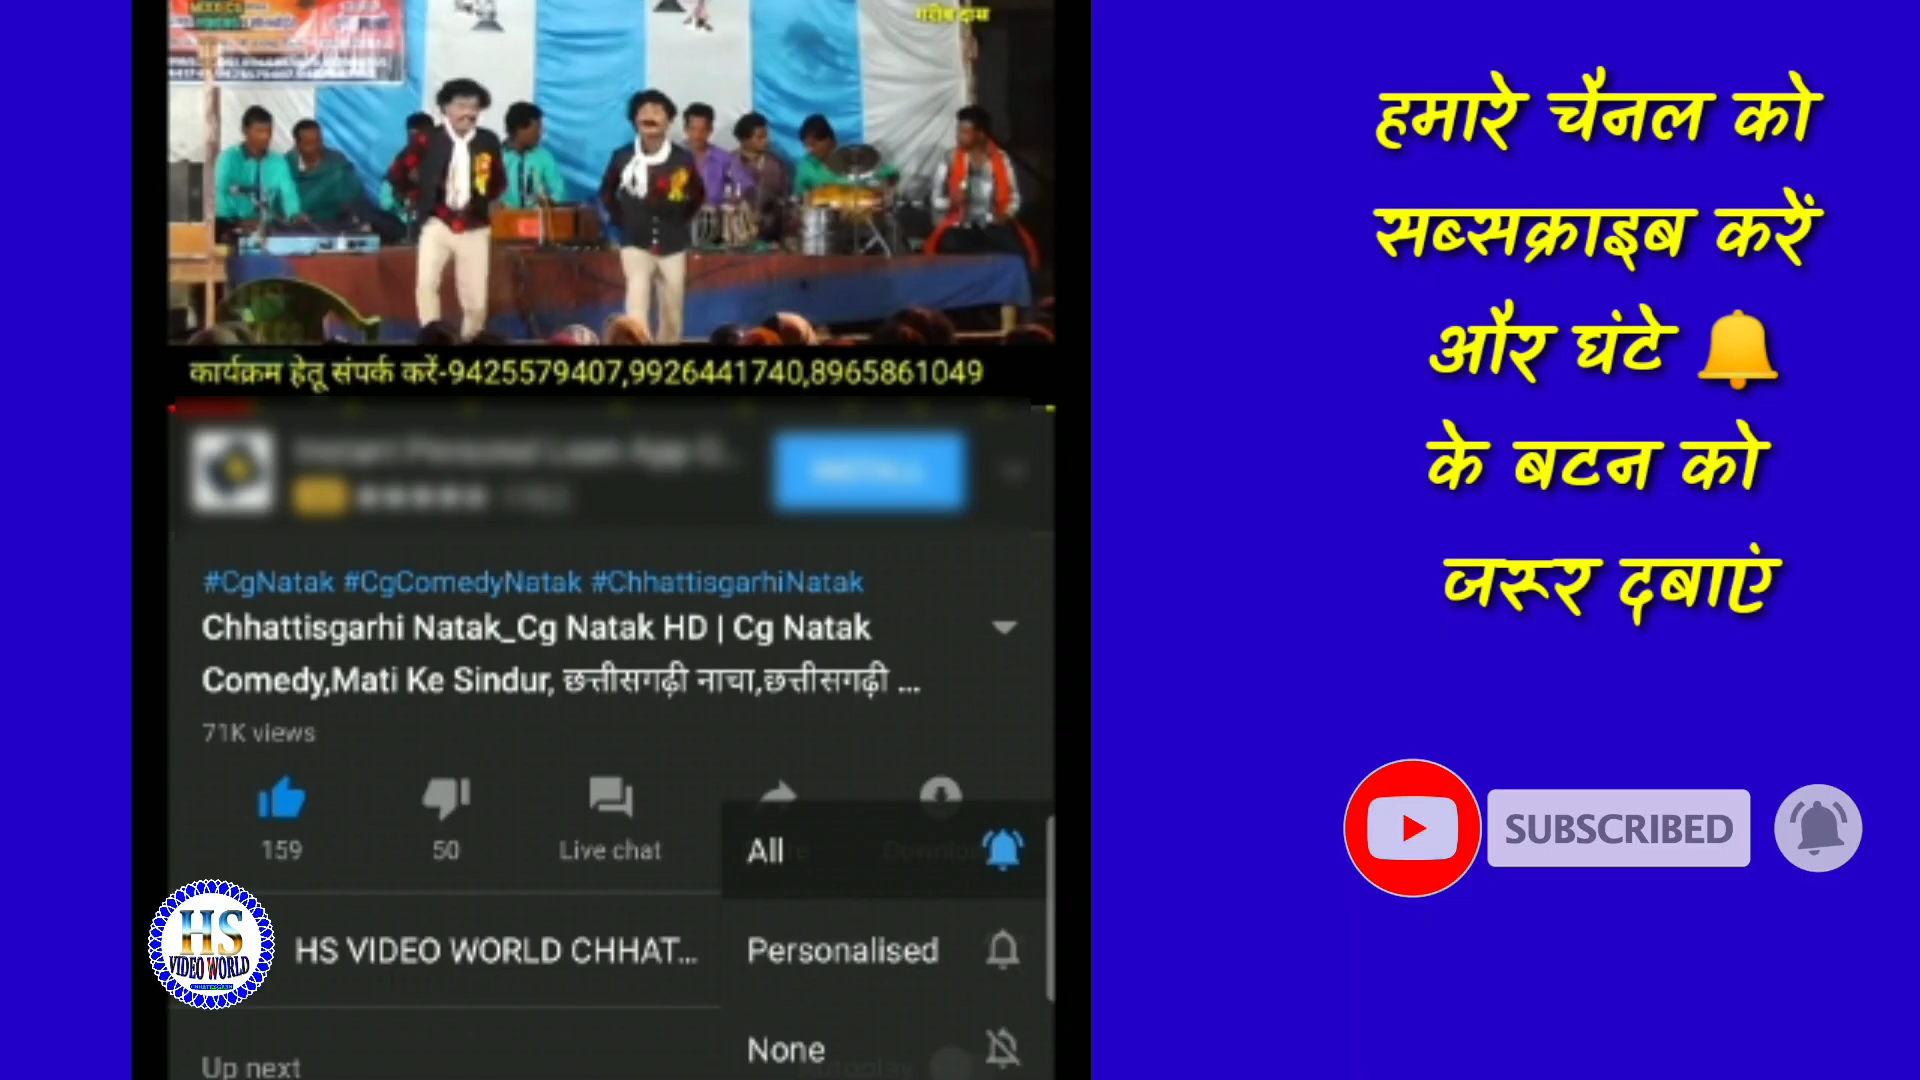 गरीब दास
हमारे चैनल को
सब्सक्राइब करें
और घंटे 🔔
के बटन को
जरूर दबाएं
कार्यक्रम हेतू संपर्क करें-9425579407,9926441740,8965861049
#CgNatak #CgComedyNatak #ChhattisgarhiNatak
Chhattisgarhi Natak_Cg Natak HD | Cg Natak
Comedy,Mati Ke Sindur, छत्तीसगढ़ी नाचा,छत्तीसगढ़ी ...
71K views
159
50
Live chat
All
SUBSCRIBED
HS
VIDEO WORLD
HS VIDEO WORLD CHHAT...
Personalised
None
Up next